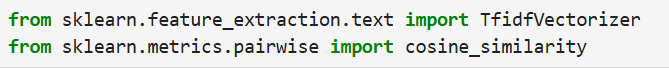 from sklearn.feature_extraction.text import TfidfVectorizer
from sklearn.metrics.pairwise import cosine_similarity